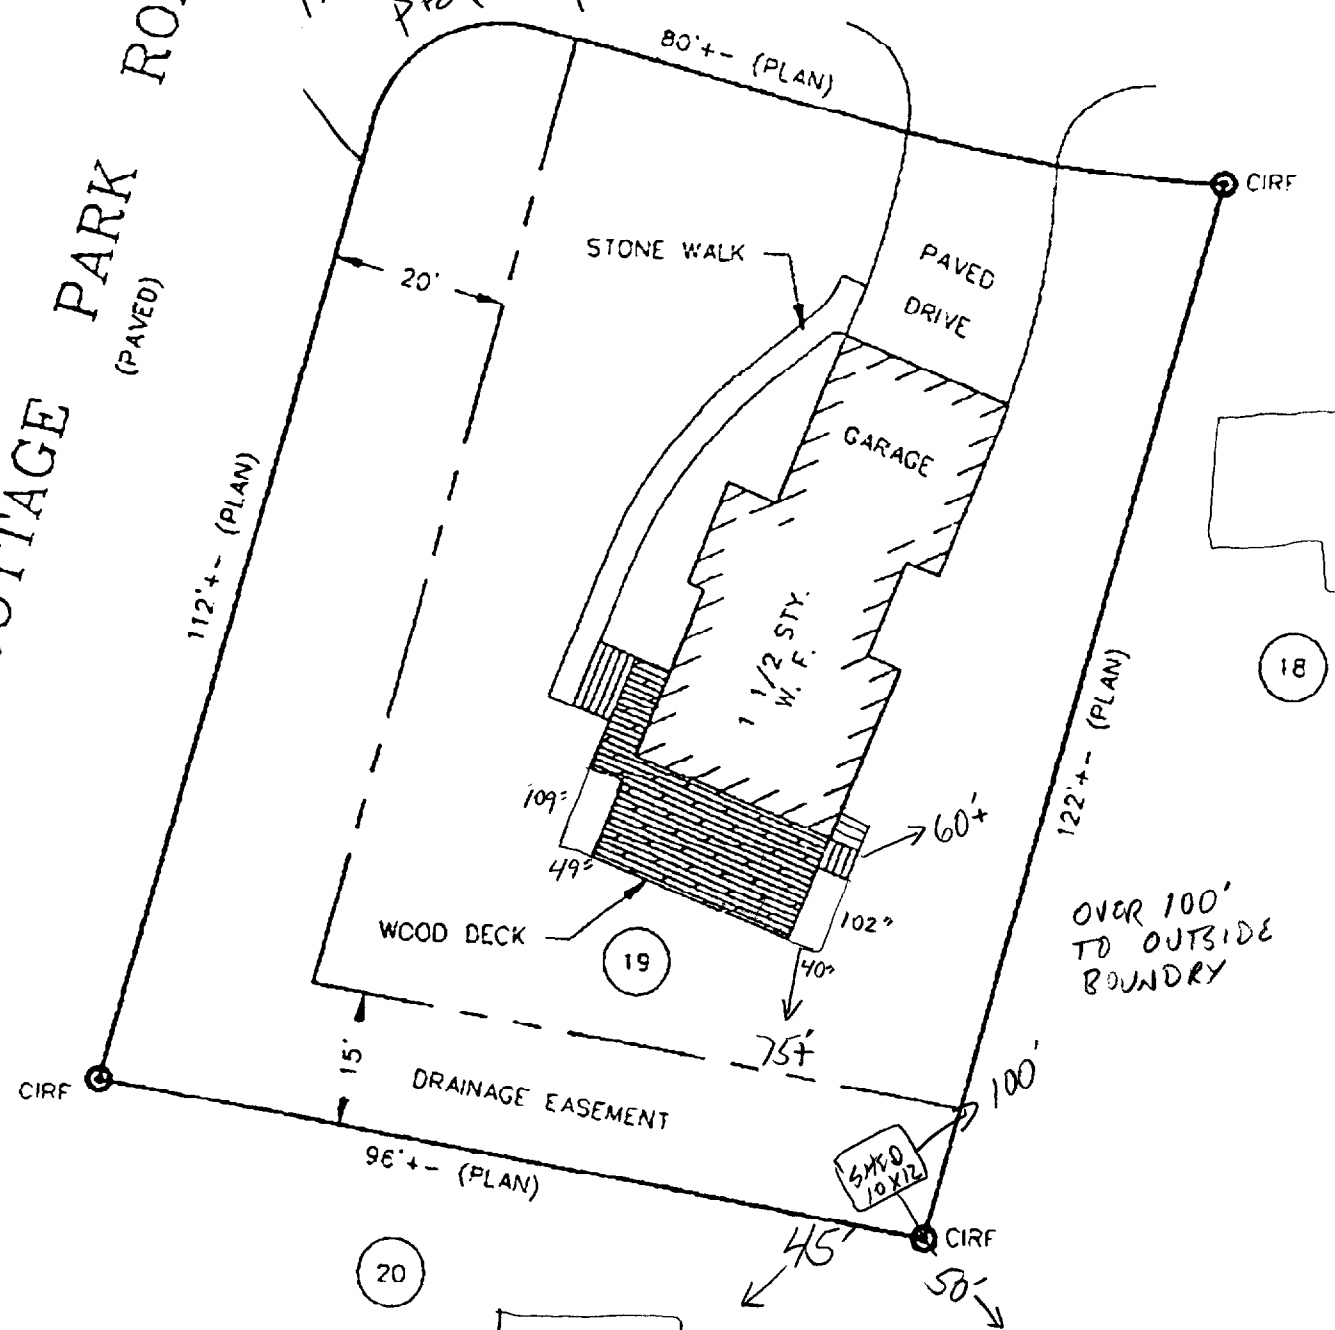 80'+- (PLAN)
CIRF
STONE WALK
PAVED
DRIVE
20'
PARK
(PAVED)
GARAGE
112'+- (PLAN)
1 1/2 STY.
W. F.
18
122'+- (PLAN)
109"
49"
60'+
WOOD DECK
19
102"
40"
OVER 100'
TO OUTSIDE
BOUNDRY
75'+
15'
DRAINAGE EASEMENT
100'
CIRF
SHED
10X12
96'+- (PLAN)
45'
CIRF
50'
20